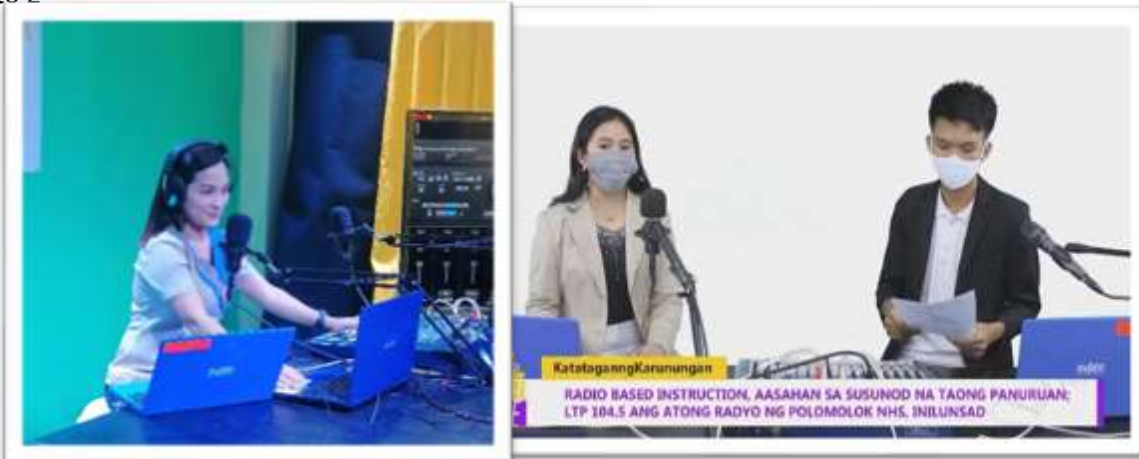 KatataganngKarunungan
RADIO BASED INSTRUCTION, AASAHAN SA SUSUNOD NA TAONG PANURUAN;
LTP 104.5 ANG ATONG RADYO NG POLOMOLOK NHS, INILUNSAD